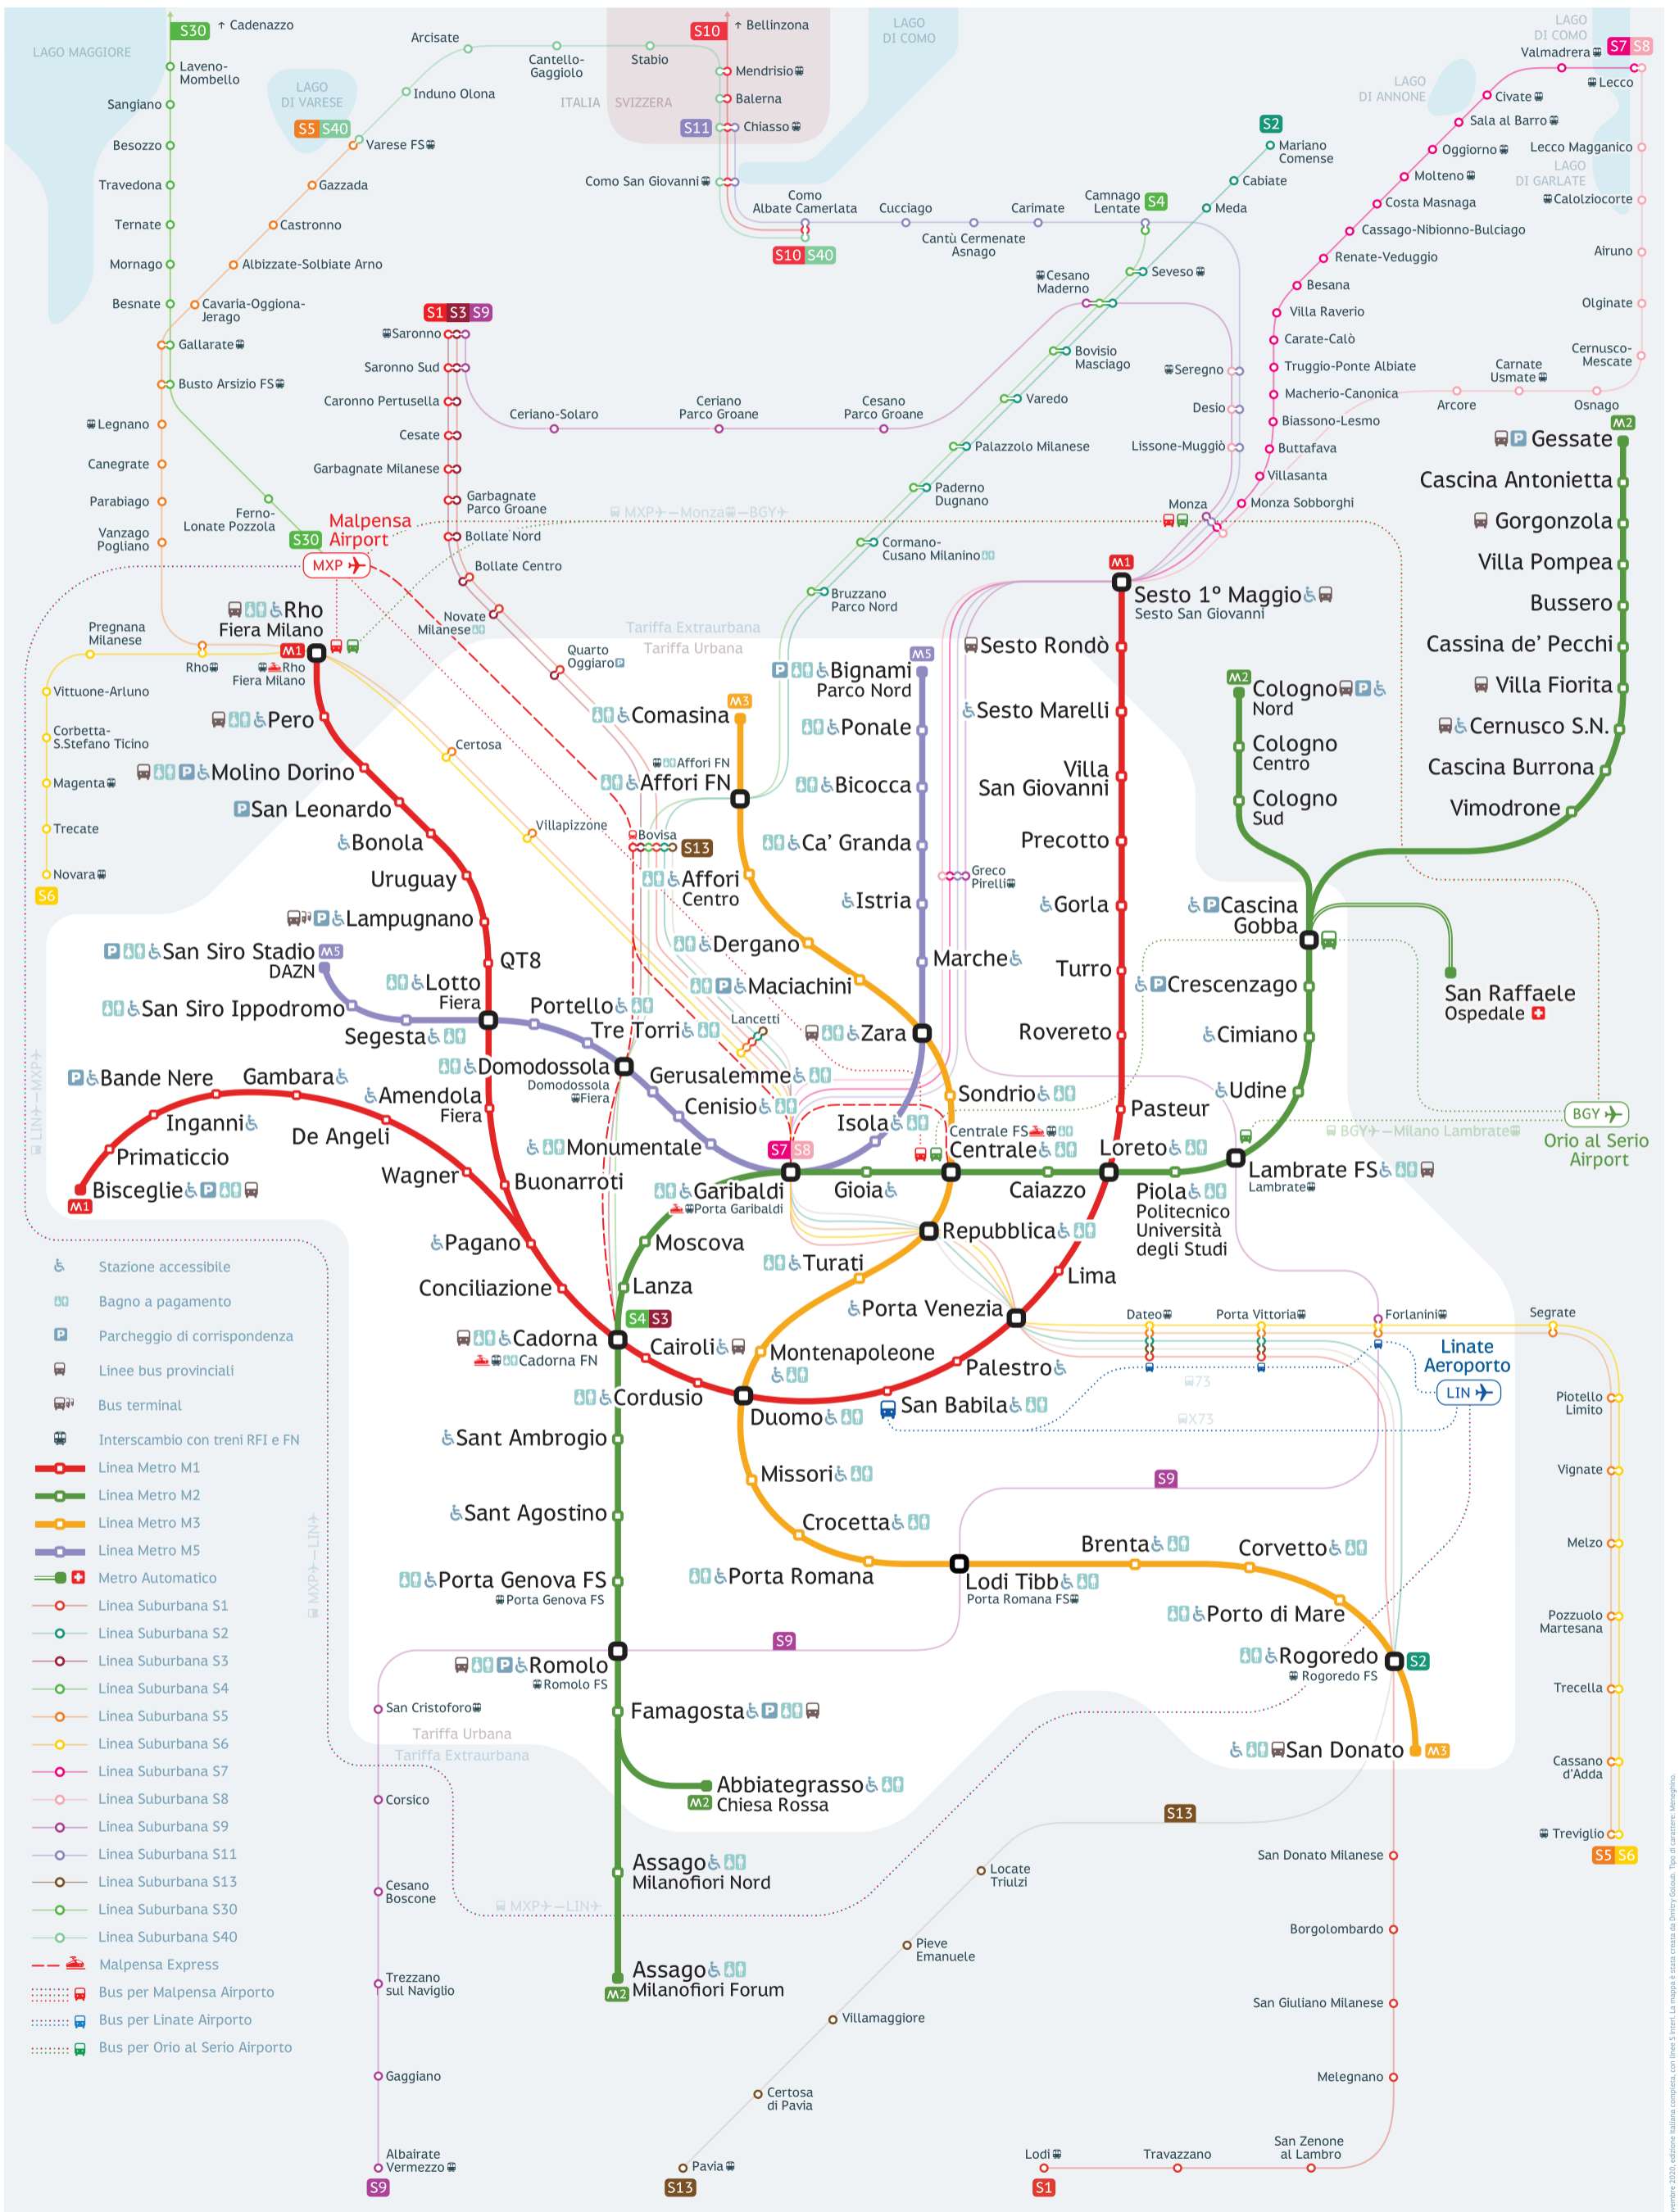 S30
↑ Cadenazzo
LAGO MAGGIORE
Laveno-
Mombello
Sangiano
Besozzo
Travedona
Ternate
Mornago
Besnate
Gallarate
Busto Arsizio FS
Legnano
Canegrate
Parabiago
Vanzago
Pogliano
Ferno-
Lonate Pozzola
S30
Malpensa
Airport
MXP
LAGO
DI VARESE
S5 S40
Varese FS
Gazzada
Castronno
Albizzate-Solbiate Arno
Cavaria-Oggiona-
Jerago
Induno Olona
Arcisate
Cantello-
Gaggiolo
Stabio
ITALIA
SVIZZERA
S10
↑ Bellinzona
Mendrisio
Balerna
S11
Chiasso
Como San Giovanni
LAGO
DI COMO
Como
Albate Camerlata
S10 S40
Cucciago
Cantù Cermenate
Asnago
Carimate
Camnago
Lentate
S4
S2
Mariano
Comense
Cabiate
Meda
Seveso
Cesano
Maderno
Bovisio
Masciago
Varedo
Palazzolo Milanese
Paderno
Dugnano
Cormano-
Cusano Milanino
Bruzzano
Parco Nord
LAGO
DI COMO
S7 S8
Valmadrera
Lecco
LAGO
DI ANNONE
Civate
Sala al Barro
Oggiorno
Molteno
Costa Masnaga
Cassago-Nibionno-Bulciago
Renate-Veduggio
Besana
Villa Raverio
Carate-Calò
Truggio-Ponte Albiate
Macherio-Canonica
Biassono-Lesmo
Buttafava
Villasanta
Monza Sobborghi
Monza
Lecco Magganico
LAGO
DI GARLATE
Calolziocorte
Airuno
Olginate
Cernusco-
Mescate
Osnago
Carnate
Usmate
Arcore
Seregno
Desio
Lissone-Muggiò
S1 S3 S9
Saronno
Saronno Sud
Caronno Pertusella
Cesate
Garbagnate Milanese
Garbagnate
Parco Groane
Bollate Nord
Bollate Centro
Novate
Milanese
Quarto
Oggiaro
Ceriano-Solaro
Ceriano
Parco Groane
Cesano
Parco Groane
MXP — Monza — BGY
Tariffa Extraurbana
Tariffa Urbana
M2
Gessate
Cascina Antonietta
Gorgonzola
Villa Pompea
Bussero
Cassina de' Pecchi
Villa Fiorita
Cernusco S.N.
Cascina Burrona
Vimodrone
M2
Cologno
Nord
Cologno
Centro
Cologno
Sud
Cascina
Gobba
San Raffaele
Ospedale
Crescenzago
Cimiano
Udine
Lambrate FS
Lambrate
BGY — Milano Lambrate
BGY
Orio al Serio
Airport
M1
Sesto 1° Maggio
Sesto San Giovanni
Sesto Rondò
Sesto Marelli
Villa
San Giovanni
Precotto
Gorla
Turro
Rovereto
Pasteur
Loreto
Piola
Politecnico
Università
degli Studi
Caiazzo
Lima
M5
Bignami
Parco Nord
Ponale
Bicocca
Ca' Granda
Istria
Marche
Zara
Isola
Greco
Pirelli
M3
Comasina
Affori FN
Affori FN
Bovisa
S13
Affori
Centro
Dergano
Maciachini
Lancetti
Sondrio
Centrale FS
Centrale
Gioia
S7 S8
Garibaldi
Porta Garibaldi
Repubblica
Turati
Porta Venezia
Montenapoleone
Palestro
San Babila
Duomo
Missori
Crocetta
Porta Romana
Lodi Tibb
Porta Romana FS
Brenta
Corvetto
Porto di Mare
Rogoredo
Rogoredo FS
S2
San Donato
M3
Pregnana
Milanese
Rho
Rho
Fiera Milano
M1
Rho
Fiera Milano
Vittuone-Arluno
Corbetta-
S.Stefano Ticino
Magenta
Trecate
Novara
S6
Certosa
Villapizzone
Pero
Molino Dorino
San Leonardo
Bonola
Uruguay
Lampugnano
QT8
San Siro Stadio M5
DAZN
San Siro Ippodromo
Segesta
Lotto
Fiera
Portello
Tre Torri
Domodossola
Domodossola
Fiera
Gerusalemme
Cenisio
Monumentale
Amendola
Fiera
Buonarroti
Bande Nere
Gambara
Inganni
De Angeli
Primaticcio
Bisceglie
M1
Wagner
Pagano
Conciliazione
S4 S3
Cadorna
Cadorna FN
Cairoli
Cordusio
Moscova
Lanza
Sant Ambrogio
Sant Agostino
Porta Genova FS
Porta Genova FS
Romolo
Romolo FS
Famagosta
Abbiategrasso
M2 Chiesa Rossa
Assago
Milanofiori Nord
Assago
M2 Milanofiori Forum
Dateo
Porta Vittoria
Forlanini
Segrate
Linate
Aeroporto
LIN
73
X73
S9
S9
Piotello
Limito
Vignate
Melzo
Pozzuolo
Martesana
Trecella
Cassano
d'Adda
Treviglio
S5 S6
San Cristoforo
Tariffa Urbana
Tariffa Extraurbana
Corsico
Cesano
Boscone
Trezzano
sul Naviglio
Gaggiano
Albairate
Vermezzo
S9
MXP — LIN
LIN — MXP
MXP — LIN
S13
Locate
Triulzi
Pieve
Emanuele
Villamaggiore
Certosa
di Pavia
Pavia
S13
San Donato Milanese
Borgolombardo
San Giuliano Milanese
Melegnano
San Zenone
al Lambro
Travazzano
Lodi
S1
Stazione accessibile
Bagno a pagamento
Parcheggio di corrispondenza
Linee bus provinciali
Bus terminal
Interscambio con treni RFI e FN
Linea Metro M1
Linea Metro M2
Linea Metro M3
Linea Metro M5
Metro Automatico
Linea Suburbana S1
Linea Suburbana S2
Linea Suburbana S3
Linea Suburbana S4
Linea Suburbana S5
Linea Suburbana S6
Linea Suburbana S7
Linea Suburbana S8
Linea Suburbana S9
Linea Suburbana S11
Linea Suburbana S13
Linea Suburbana S30
Linea Suburbana S40
Malpensa Express
Bus per Malpensa Airporto
Bus per Linate Airporto
Bus per Orio al Serio Airporto
2020, edizione italiana completa, con linee S interi. La mappa è stata creata da Dmitry Goloub. Tipo di carattere: Meneghino.